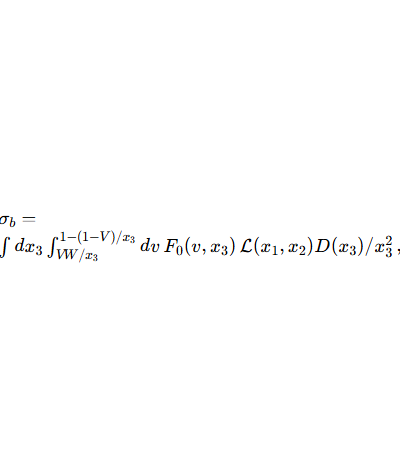 σ_b =
∫ dx_3 ∫_{VW/x_3}^{1−(1−V)/x_3} dv F_0(v, x_3) ℒ(x_1, x_2)D(x_3)/x_3^2 ,